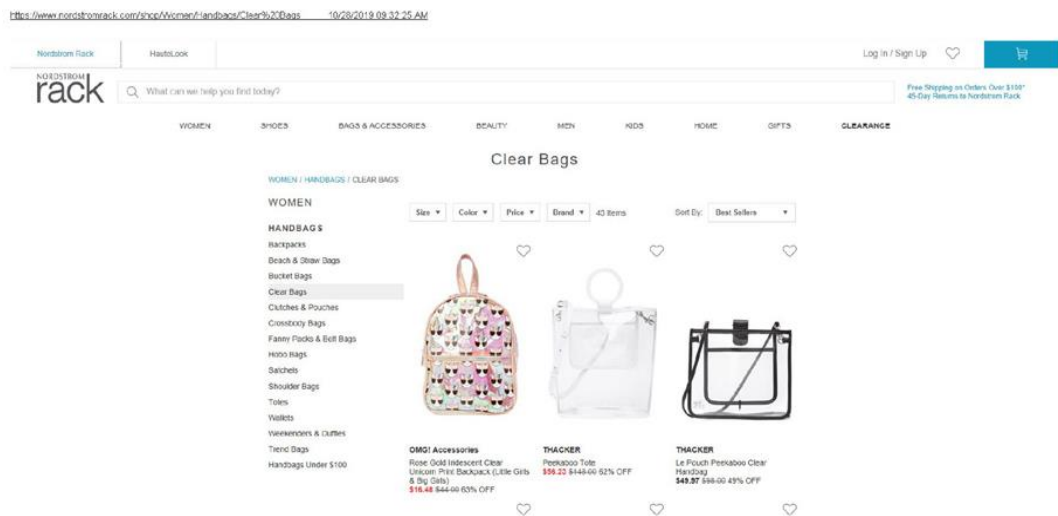 https://www.nordstromrack.com/shop/Women/Handbags/Clear%20Bags 10/28/2019 09:32:25 AM
Nordstrom Rack HauteLook Log In / Sign Up
NORDSTROM
rack
What can we help you find today?
Free Shipping on Orders Over $100*
45-Day Returns to Nordstrom Rack
WOMEN SHOES BAGS & ACCESSORIES BEAUTY MEN KIDS HOME GIFTS CLEARANCE
Clear Bags
WOMEN / HANDBAGS / CLEAR BAGS
WOMEN
Size Color Price Brand 43 Items Sort By: Best Sellers
HANDBAGS
Backpacks
Beach & Straw Bags
Bucket Bags
Clear Bags
Clutches & Pouches
Crossbody Bags
Fanny Packs & Belt Bags
Hobo Bags
Satchels
Shoulder Bags
Totes
Wallets
Weekenders & Duffles
Trend Bags
Handbags Under $100
OMG! Accessories
Rose Gold Iridescent Clear
Unicorn Print Backpack (Little Girls
& Big Girls)
$16.48 $44.00 63% OFF
THACKER
Peekaboo Tote
$56.23 $148.00 62% OFF
THACKER
Le Pouch Peekaboo Clear
Handbag
$49.97 $98.00 49% OFF